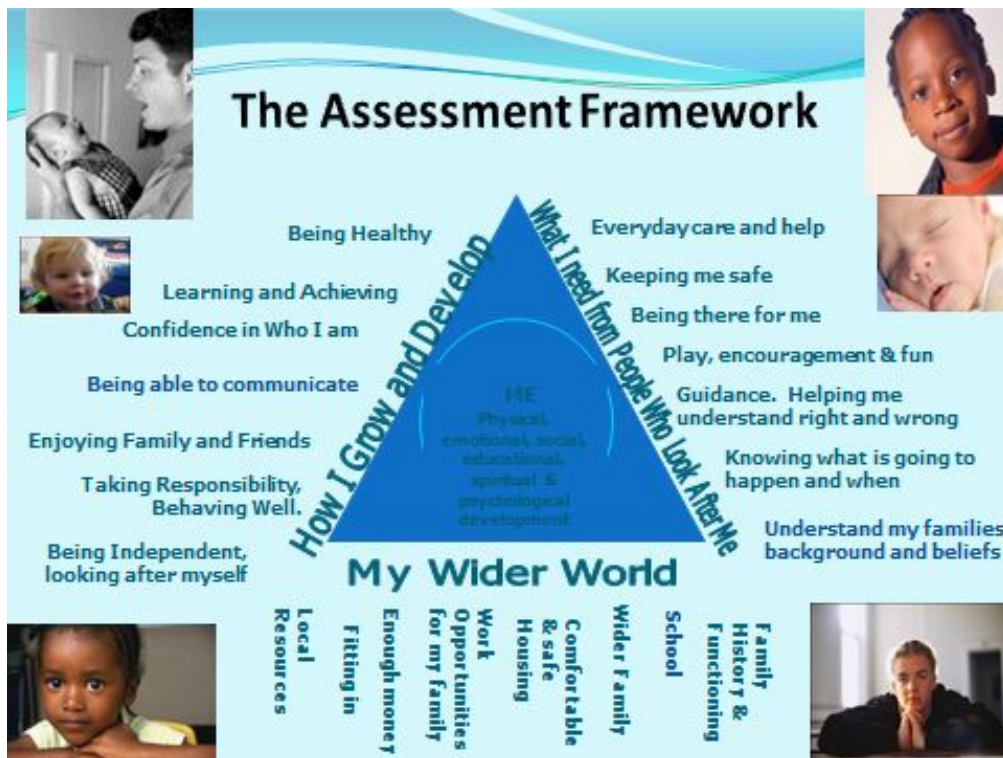 The Assessment Framework
Being Healthy
Learning and Achieving
Confidence in Who I am
Being able to communicate
Enjoying Family and Friends
Taking Responsibility,
Behaving Well.
Being Independent,
looking after myself
How I Grow and Develop
ME
Physical,
emotional, social,
educational,
spiritual &
psychological
development
What I need from People Who Look After Me
Everyday care and help
Keeping me safe
Being there for me
Play, encouragement & fun
Guidance. Helping me
understand right and wrong
Knowing what is going to
happen and when
Understand my families
background and beliefs
My Wider World
Local
Resources
Fitting in
Enough money
Work
Opportunities
for my family
Comfortable
& safe
Housing
Wider Family
School
Family
History &
Functioning